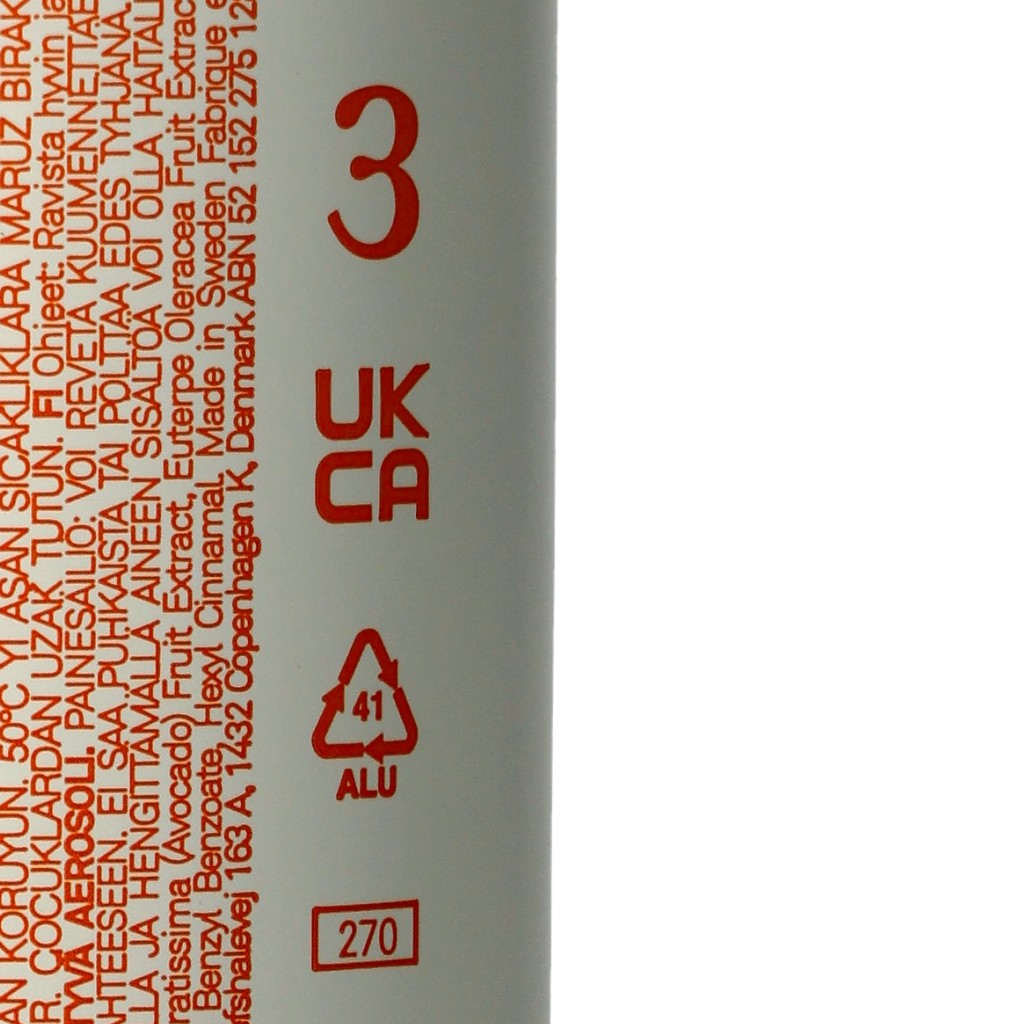 AN KORUYUN. 50°C YI AŞAN SICAKLIKLARA MARUZ BIRAK
R. ÇOCUKLARDAN UZAK TUTUN. FI Ohjeet: Ravista hyvin ja
TYVÄ AEROSOLI. PAINESÄILIÖ: VOI REVETÄ KUUMENNETTAE
HTEESEEN. EI SAA PUHKAISTA TAI POLTTAA EDES TYHJÄNÄ.
LLA JA HENGITTÄMÄLLÄ AINEEN SISÄLTÖÄ VOI OLLA HAITALL
ratissima (Avocado) Fruit Extract, Euterpe Oleracea Fruit Extrac
Benzyl Benzoate, Hexyl Cinnamal. Made in Sweden Fabrique e
fshalevej 163 A, 1432 Copenhagen K, Denmark ABN 52 152 275 12
3
UK
CA
41
ALU
270